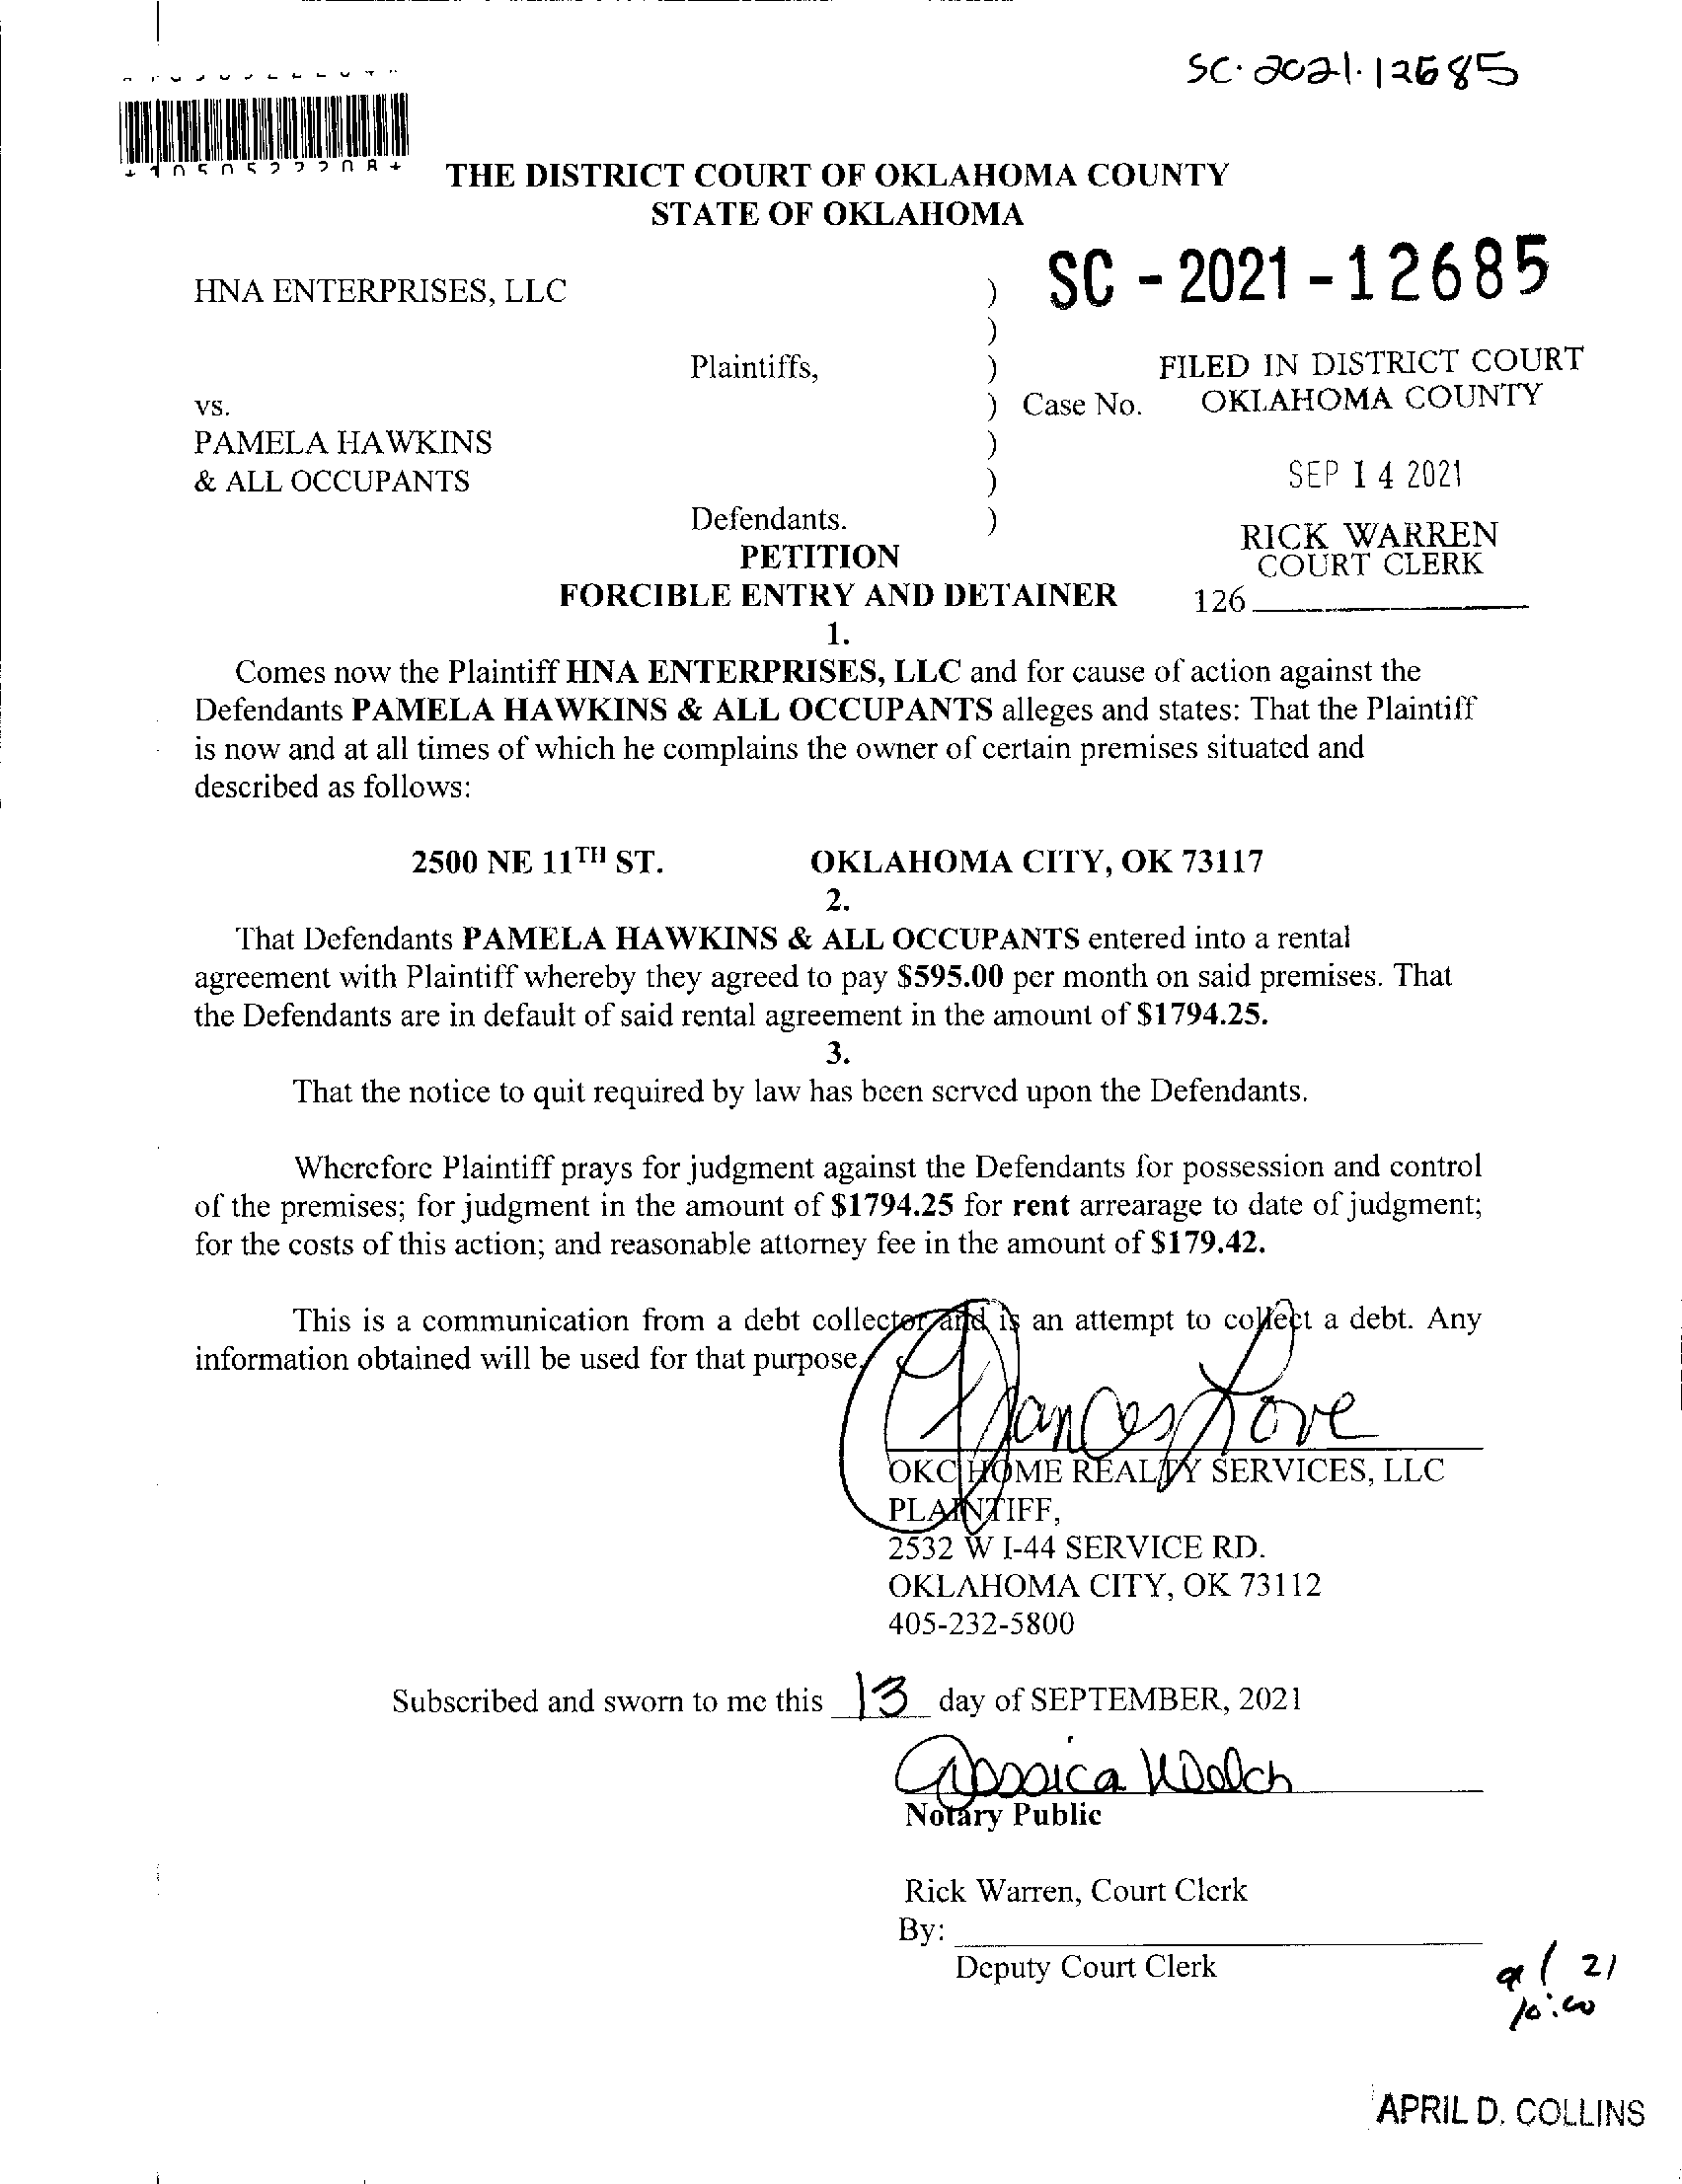 SC-2021-12685
THE DISTRICT COURT OF OKLAHOMA COUNTY
STATE OF OKLAHOMA
SC - 2021 - 12685
HNA ENTERPRISES, LLC )
)
Plaintiffs, ) FILED IN DISTRICT COURT
vs. ) Case No. OKLAHOMA COUNTY
PAMELA HAWKINS )
& ALL OCCUPANTS ) SEP 14 2021
Defendants. )
RICK WARREN
PETITION
COURT CLERK
FORCIBLE ENTRY AND DETAINER 126
1.
Comes now the Plaintiff HNA ENTERPRISES, LLC and for cause of action against the
Defendants PAMELA HAWKINS & ALL OCCUPANTS alleges and states: That the Plaintiff
is now and at all times of which he complains the owner of certain premises situated and
described as follows:
2500 NE 11TH ST. OKLAHOMA CITY, OK 73117
2.
That Defendants PAMELA HAWKINS & ALL OCCUPANTS entered into a rental
agreement with Plaintiff whereby they agreed to pay $595.00 per month on said premises. That
the Defendants are in default of said rental agreement in the amount of $1794.25.
3.
That the notice to quit required by law has been served upon the Defendants.
Wherefore Plaintiff prays for judgment against the Defendants for possession and control
of the premises; for judgment in the amount of $1794.25 for rent arrearage to date of judgment;
for the costs of this action; and reasonable attorney fee in the amount of $179.42.
This is a communication from a debt collector and is an attempt to collect a debt. Any
information obtained will be used for that purpose.
Frances Love
OKC HOME REALTY SERVICES, LLC
PLAINTIFF,
2532 W I-44 SERVICE RD.
OKLAHOMA CITY, OK 73112
405-232-5800
Subscribed and sworn to me this 13 day of SEPTEMBER, 2021
Jessica Welch
Notary Public
Rick Warren, Court Clerk
By:
Deputy Court Clerk
9/21
10:00
APRIL D. COLLINS